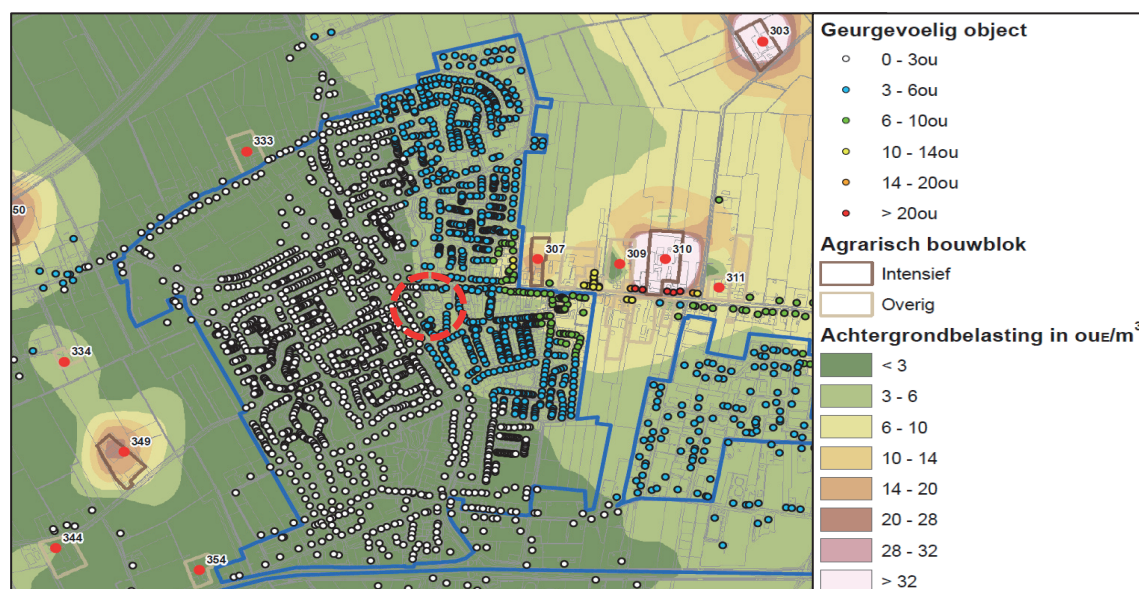 303
333
50
307
309
310
311
334
349
344
354
Geurgevoelig object
0 - 3ou
3 - 6ou
6 - 10ou
10 - 14ou
14 - 20ou
> 20ou
Agrarisch bouwblok
Intensief
Overig
Achtergrondbelasting in ouE/m³
< 3
3 - 6
6 - 10
10 - 14
14 - 20
20 - 28
28 - 32
> 32